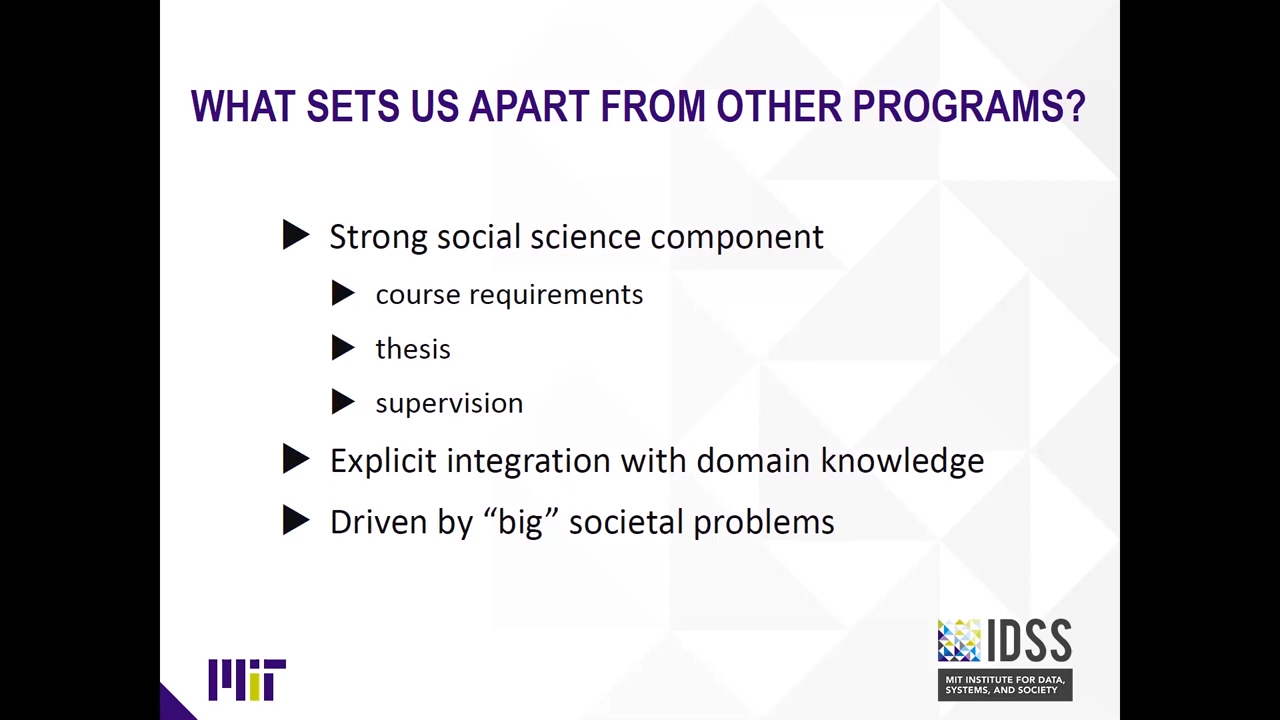 WHAT SETS US APART FROM OTHER PROGRAMS?
Strong social science component
course requirements
thesis
supervision
Explicit integration with domain knowledge
Driven by “big” societal problems
MIT
IDSS
MIT INSTITUTE FOR DATA,
SYSTEMS, AND SOCIETY